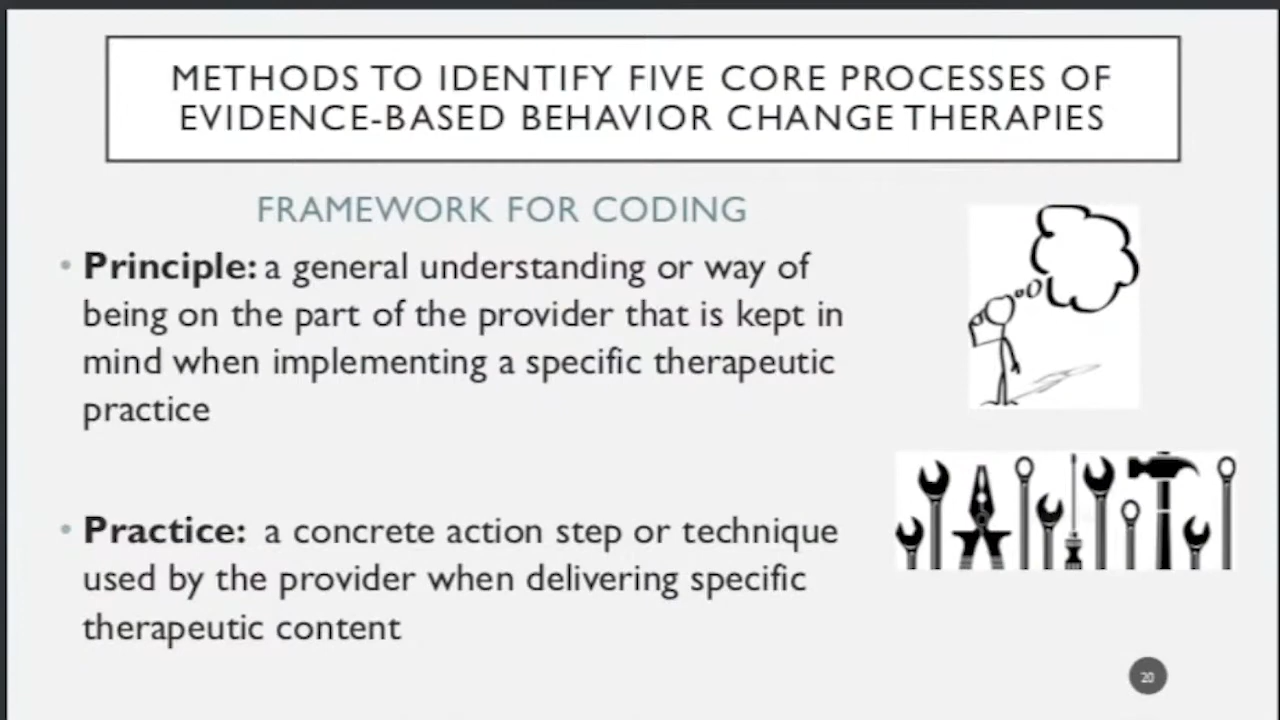 METHODS TO IDENTIFY FIVE CORE PROCESSES OF
EVIDENCE-BASED BEHAVIOR CHANGE THERAPIES
FRAMEWORK FOR CODING
• Principle: a general understanding or way of
being on the part of the provider that is kept in
mind when implementing a specific therapeutic
practice
• Practice: a concrete action step or technique
used by the provider when delivering specific
therapeutic content
20